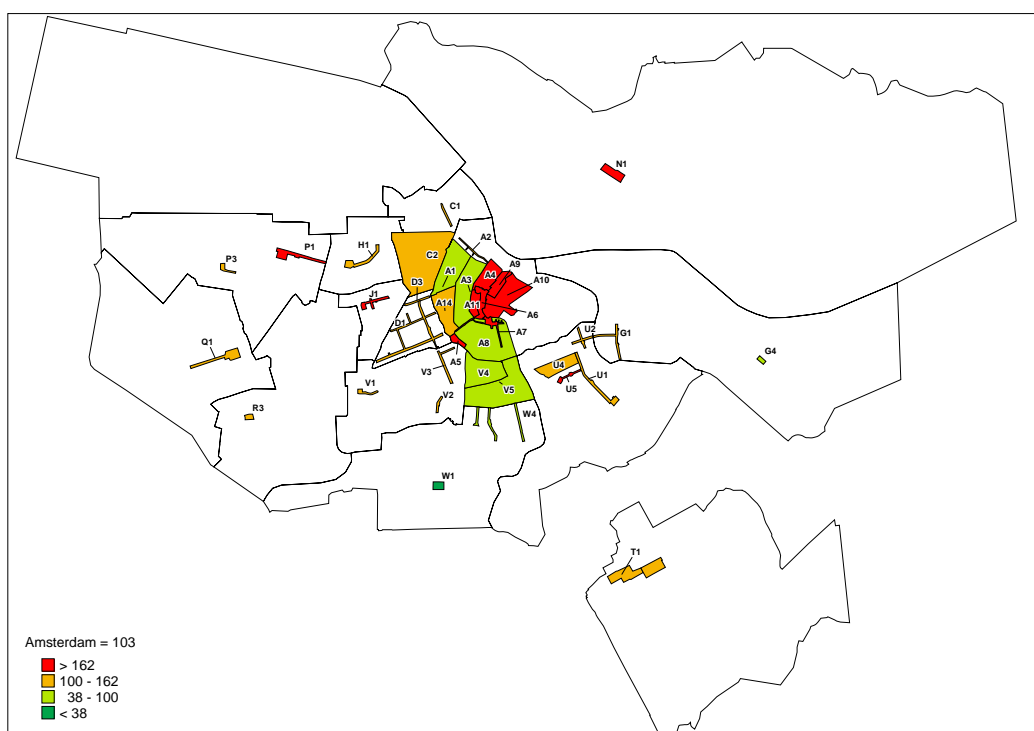 N1
C1
A2
P1
H1
P3
C2
A9
A1
A4
A3
A10
D3
J1
A14
A11
A6
D1
U2
G1
A7
Q1
A8
A5
G4
U4
V3
V4
U1
V1
V5
U5
V2
R3
W4
W1
T1
Amsterdam = 103
> 162
100 - 162
38 - 100
< 38